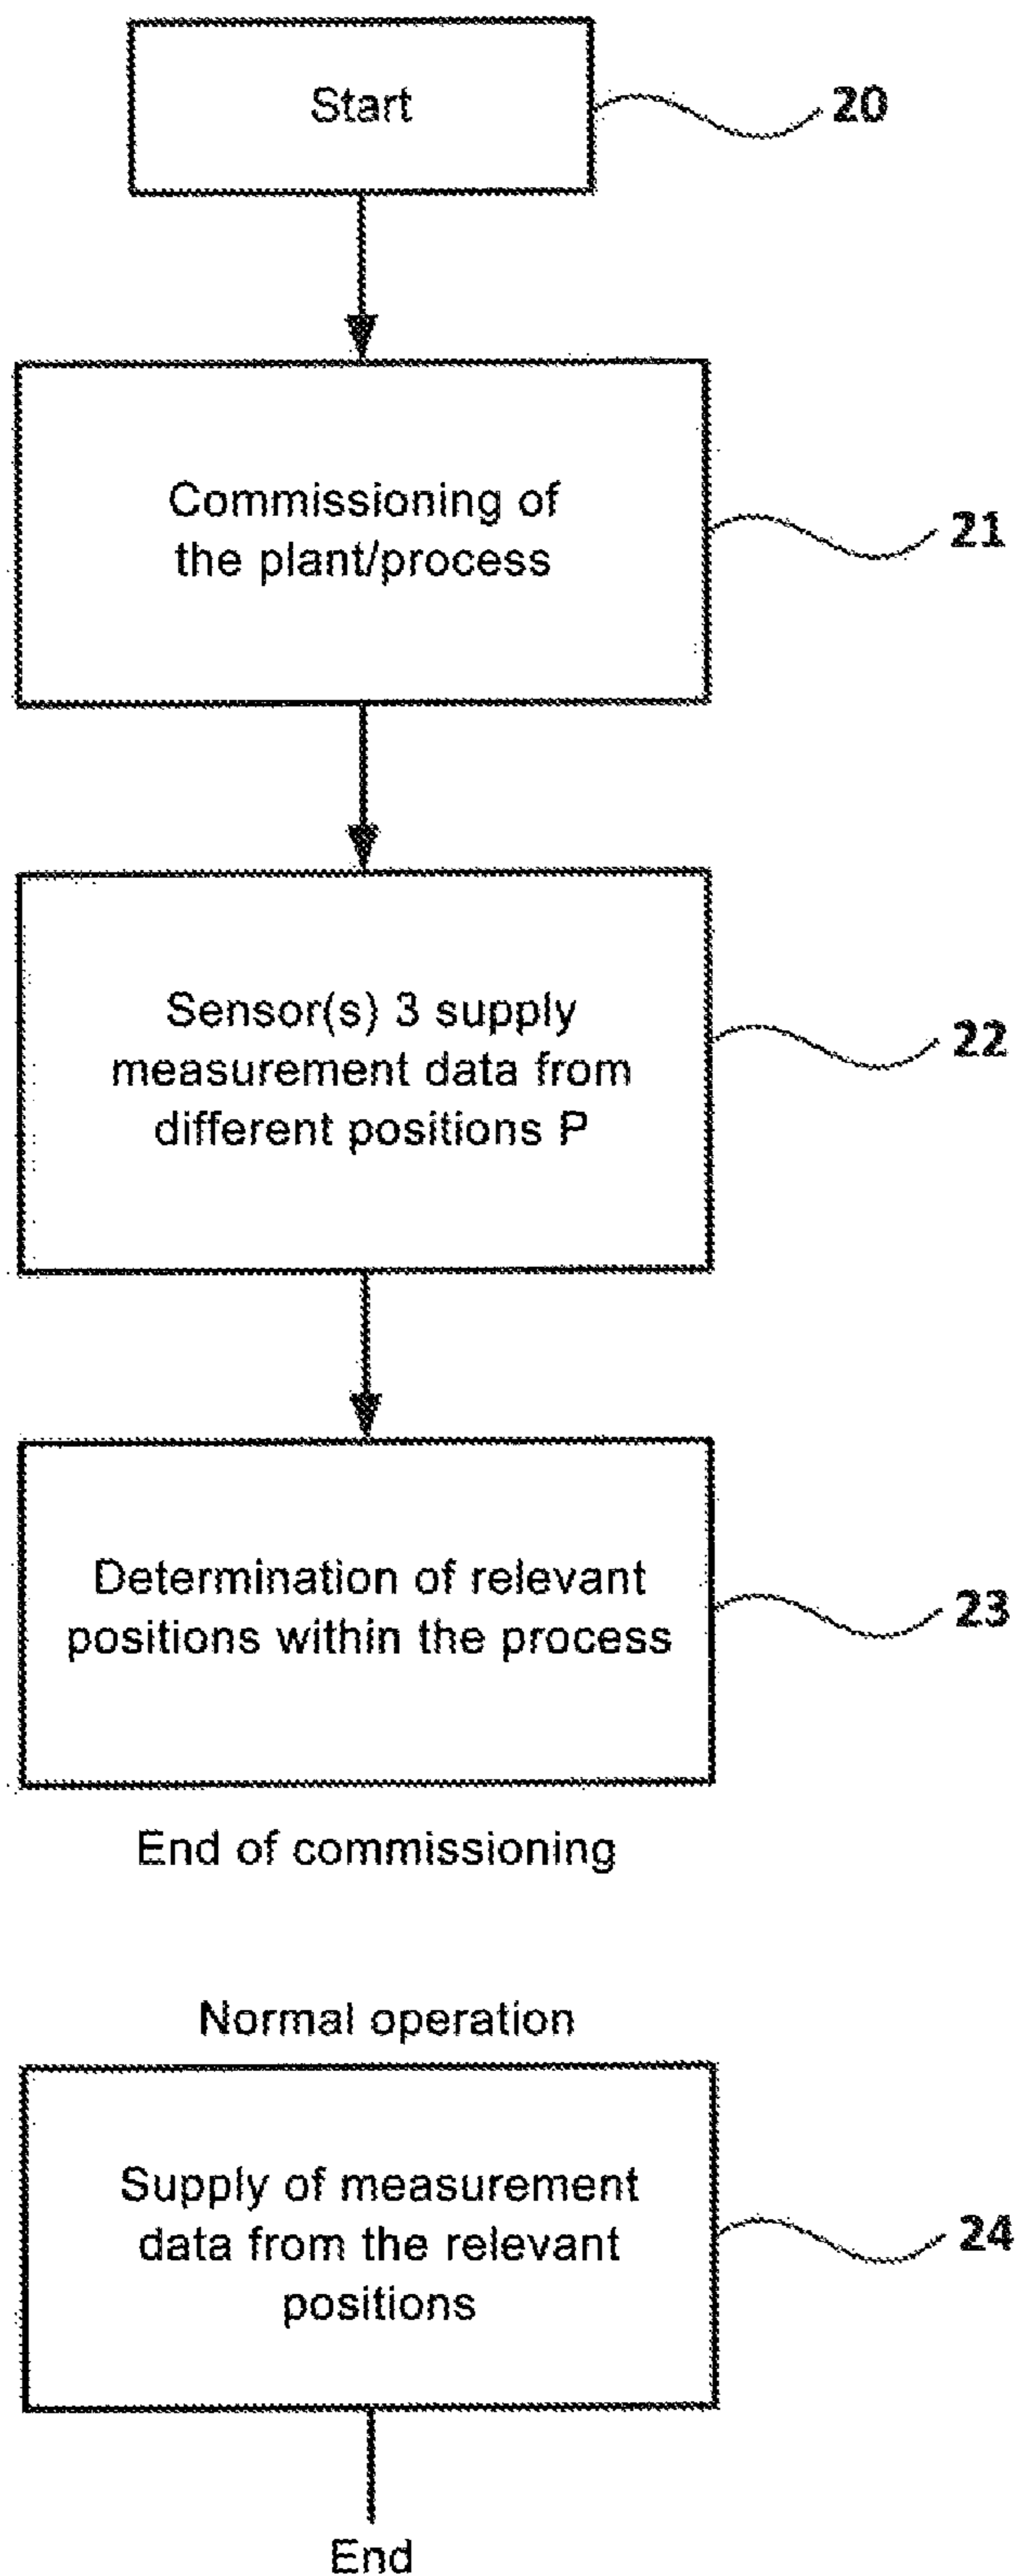 Start
20
Commissioning of
the plant/process
21
Sensor(s) 3 supply
measurement data from
different positions P
22
Determination of relevant
positions within the process
23
End of commissioning
Normal operation
Supply of measurement
data from the relevant
positions
24
End